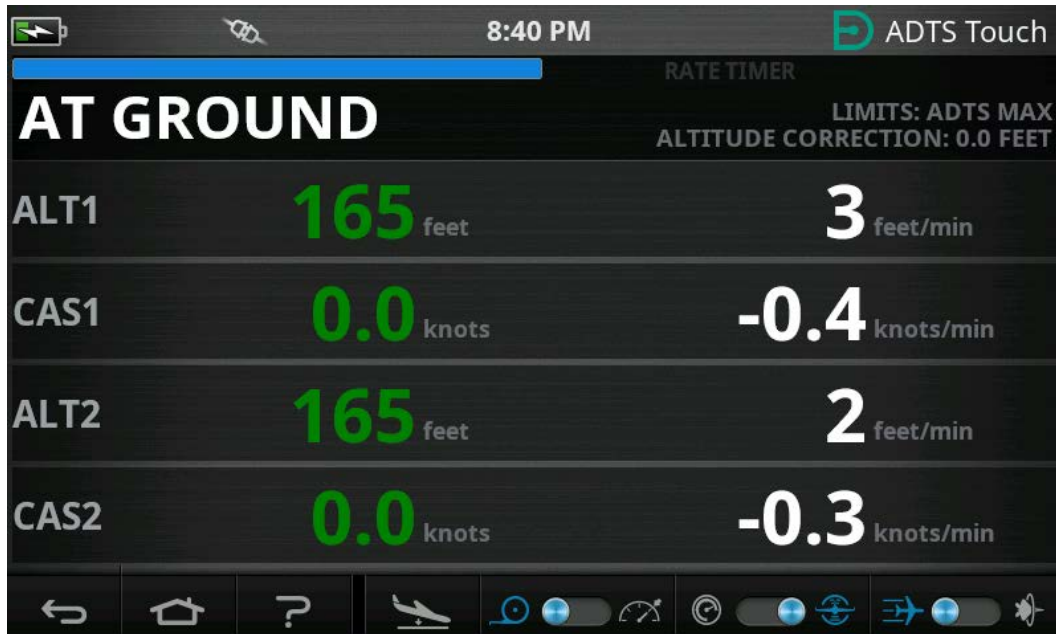 8:40 PM ADTS Touch
RATE TIMER
AT GROUND
LIMITS: ADTS MAX
ALTITUDE CORRECTION: 0.0 FEET
ALT1 165 feet 3 feet/min
CAS1 0.0 knots -0.4 knots/min
ALT2 165 feet 2 feet/min
CAS2 0.0 knots -0.3 knots/min
?